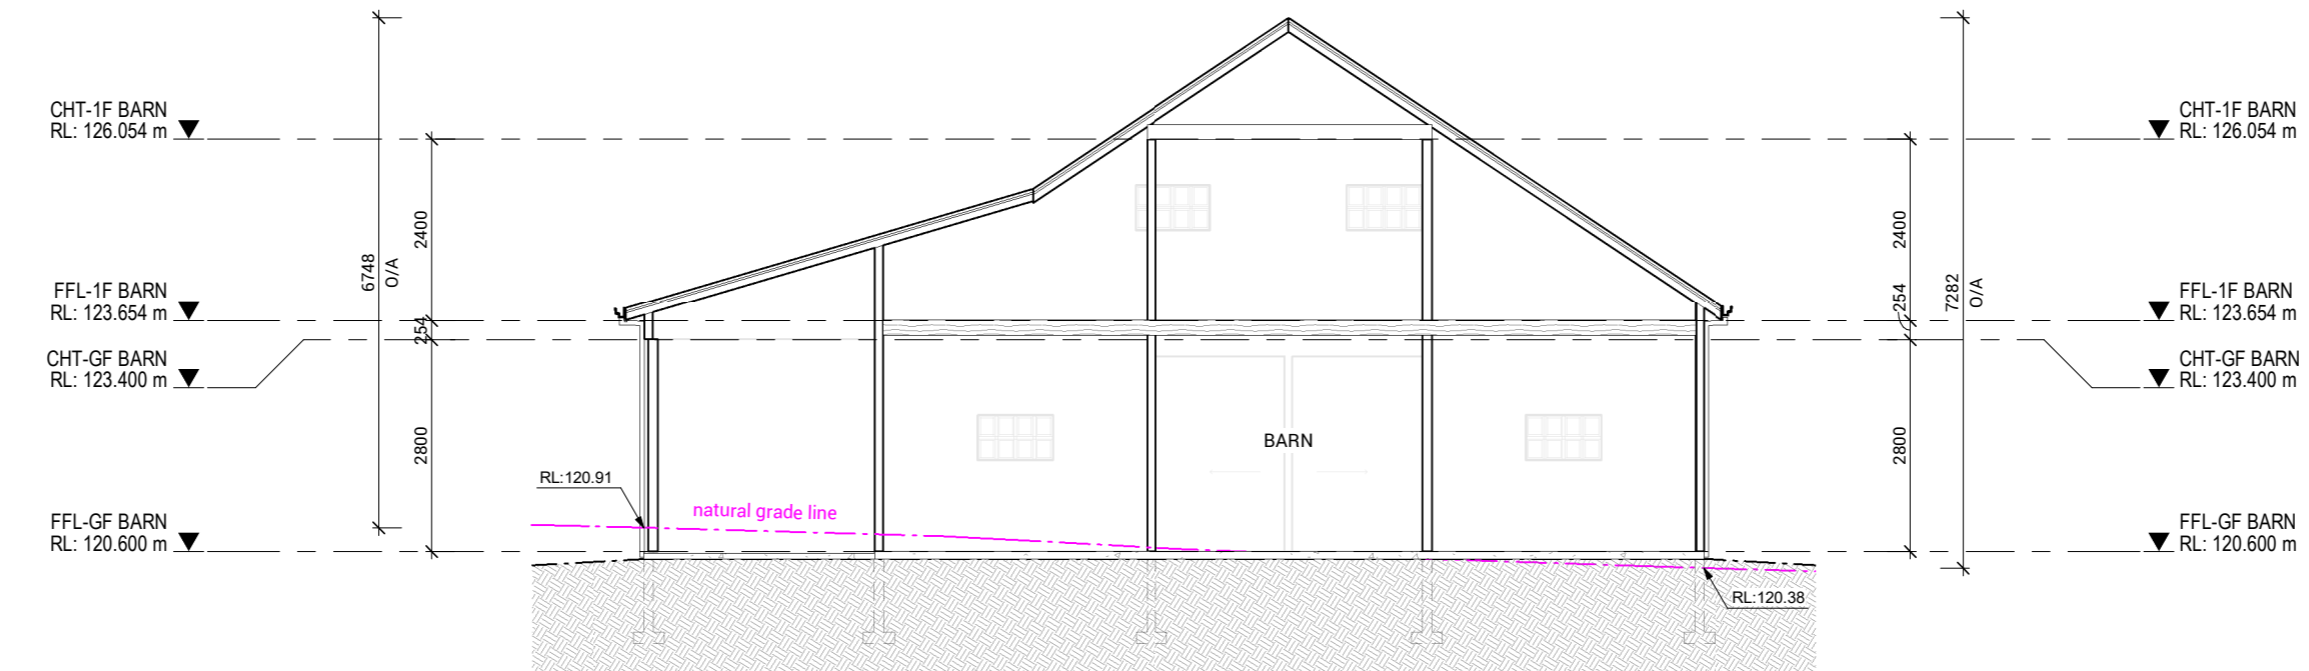 CHT-1F BARN
RL: 126.054 m
FFL-1F BARN
RL: 123.654 m
CHT-GF BARN
RL: 123.400 m
FFL-GF BARN
RL: 120.600 m
6748
O/A
2400
254
2800
RL:120.91
natural grade line
BARN
RL:120.38
2400
254
2800
7282
O/A
CHT-1F BARN
RL: 126.054 m
FFL-1F BARN
RL: 123.654 m
CHT-GF BARN
RL: 123.400 m
FFL-GF BARN
RL: 120.600 m